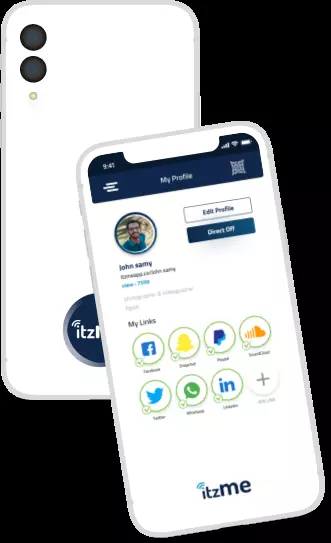 9:41
My Profile
Edit Profile
Direct Off
John samy
itzmeapp.co/john.samy
view : 7598
photographer & videographer
Egypt
My Links
Facebook
Snapchat
Paypal
SoundCloud
Twitter
Whatsapp
LinkedIn
Add Link
itzme
itzM